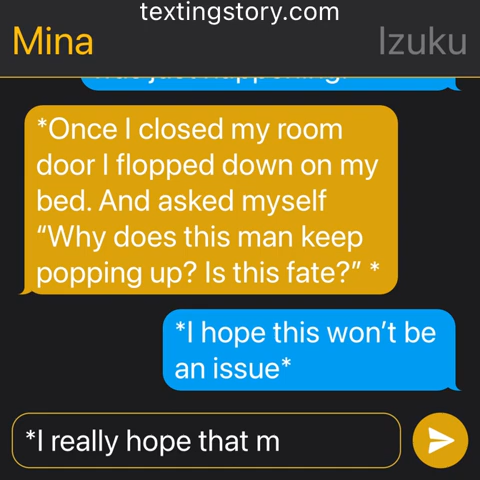 textingstory.com
Mina
Izuku
*Once I closed my room
door I flopped down on my
bed. And asked myself
“Why does this man keep
popping up? Is this fate?” *
*I hope this won’t be
an issue*
*I really hope that m